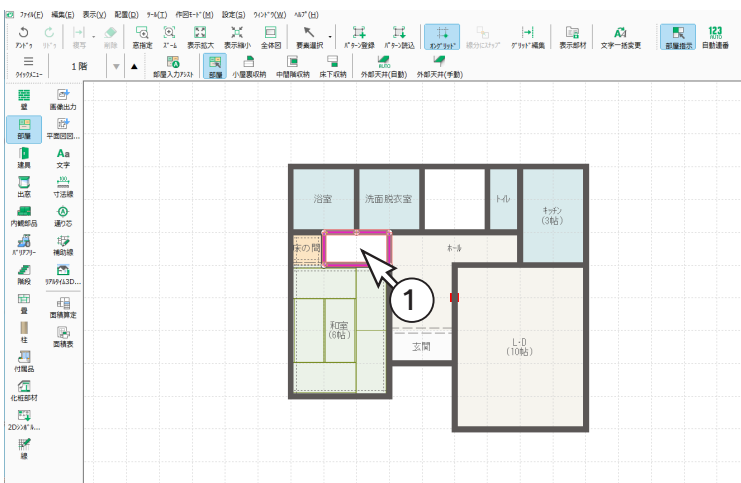 ファイル(F) 編集(E) 表示(V) 配置(D) ツール(T) 作図モード(M) 設定(S) ウィンドウ(W) ヘルプ(H)
アンドゥ リドゥ 複写 削除 窓指定 ズーム 表示拡大 表示縮小 全体図 要素選択 パターン登録 パターン読込 オングリッド 線分にスナップ グリッド編集 表示部材 文字一括変更 部屋指示 自動連番
クイックメニュー 1 階 ▼ ▲ 部屋入力アシスト 部屋 小屋裏収納 中間階収納 床下収納 外部天井(自動) 外部天井(手動)
壁 画像出力
部屋 平面図図...
建具 文字
出窓 寸法線
内観部品 通り芯
バリアフリー 補助線
階段 リアルタイム3D...
畳 面積算定
柱 面積表
付属品
化粧部材
2Dシンボル...
線
浴室 洗面脱衣室 トイレ キッチン
(3帖)
床の間 ホール
1
和室
(6帖)
玄関
L・D
(10帖)